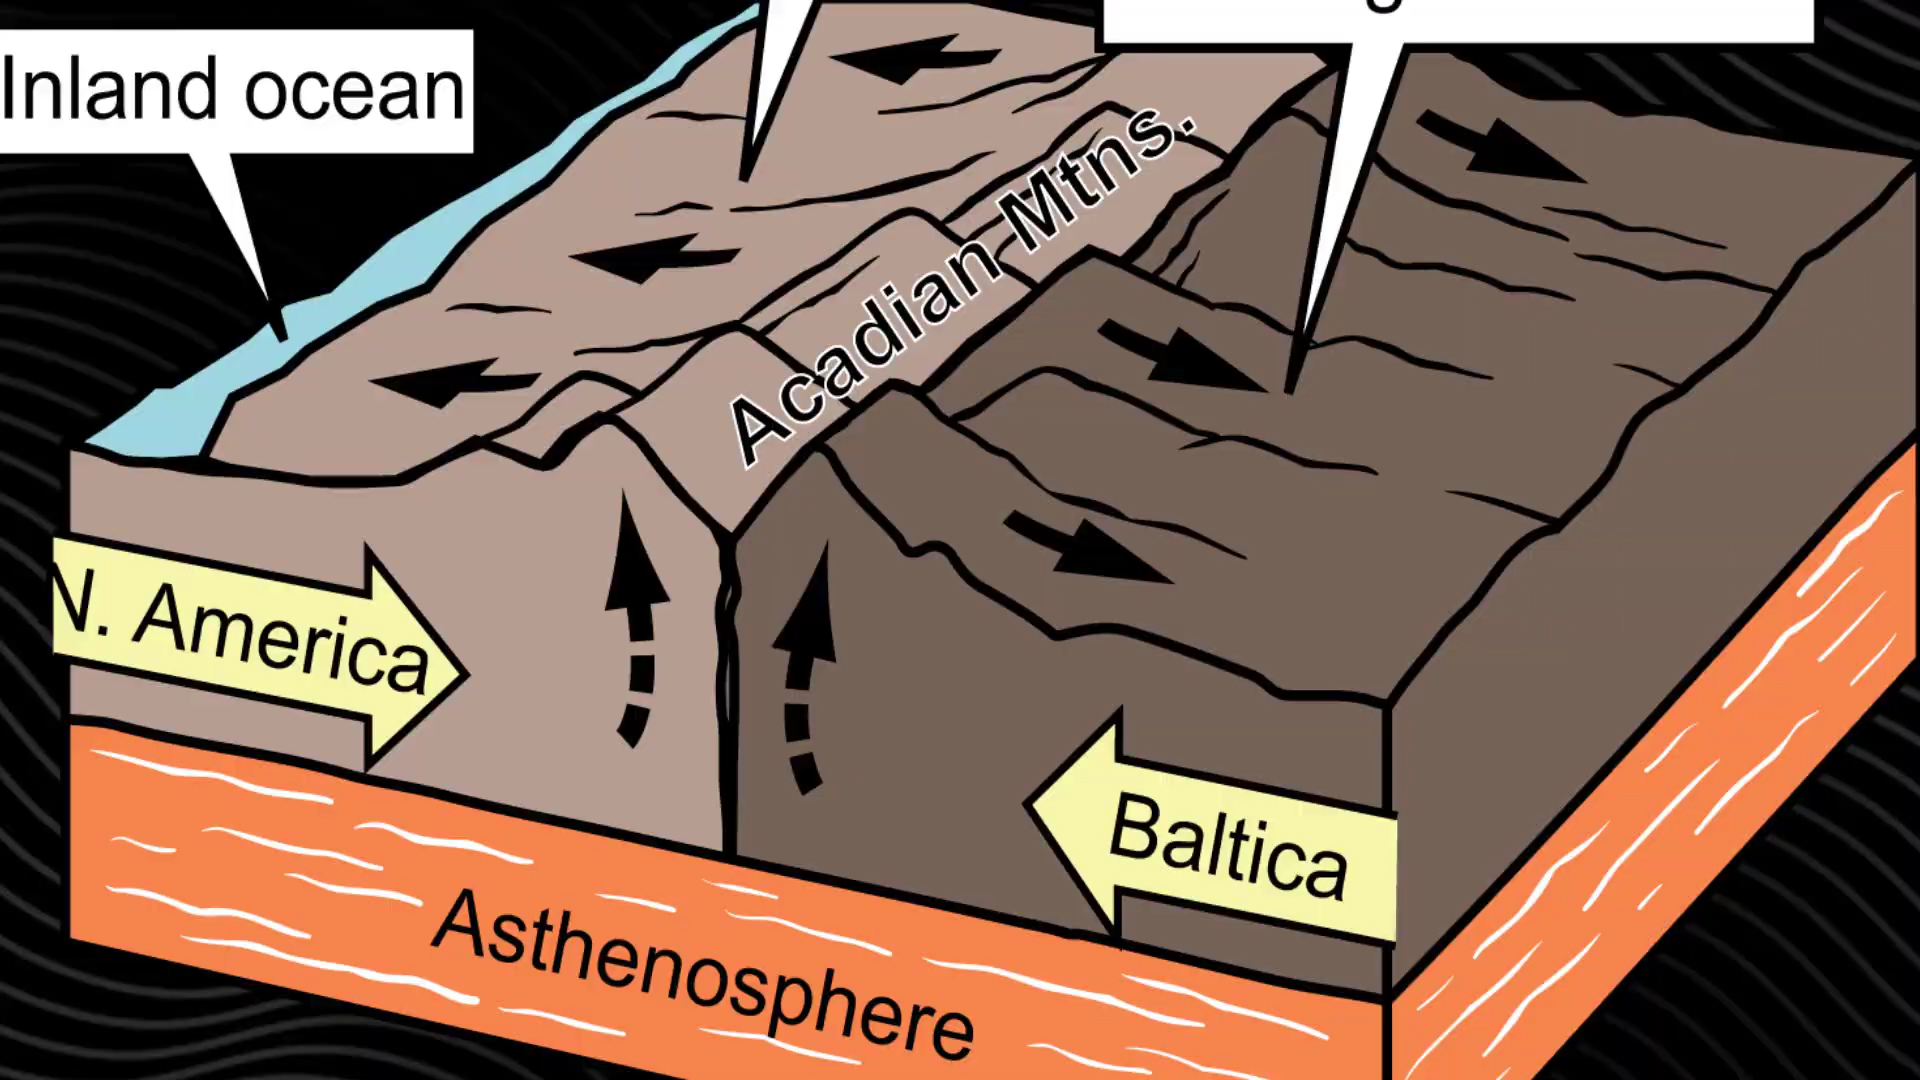 Inland ocean
Acadian Mtns.
N. America
Baltica
Asthenosphere